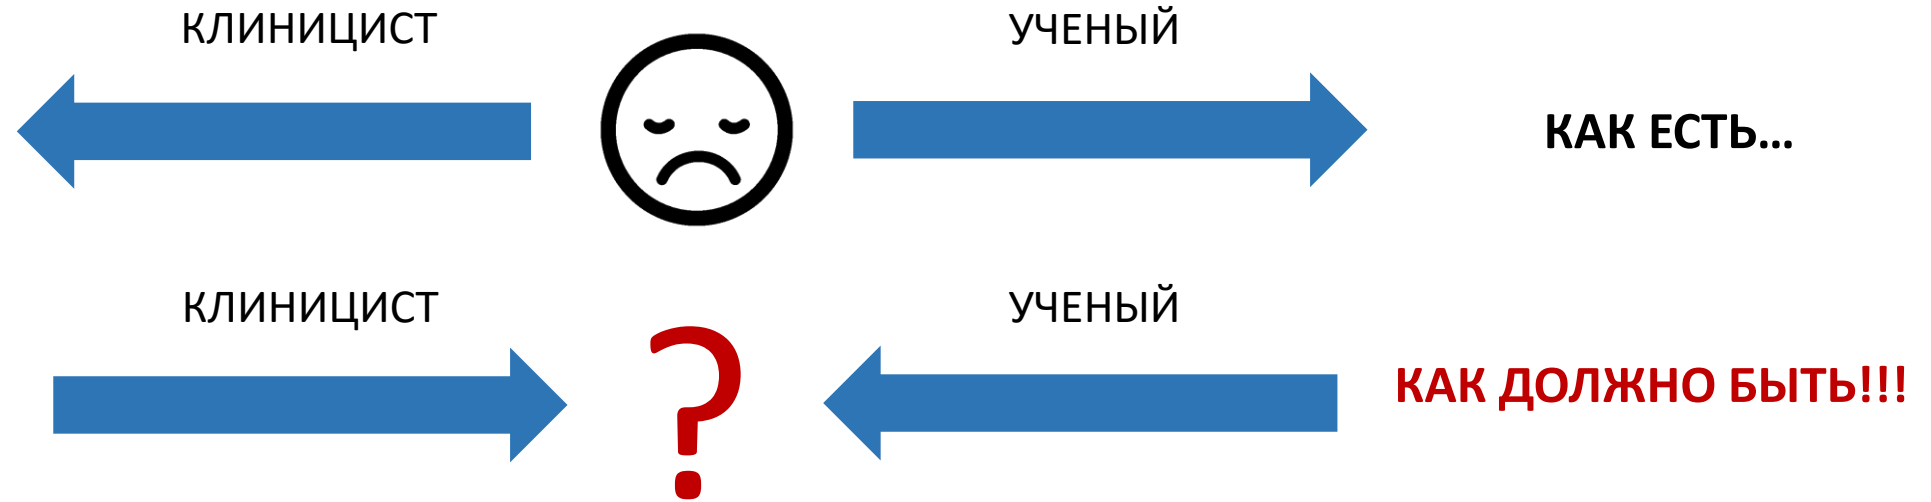 КЛИНИЦИСТ
УЧЕНЫЙ
КАК ЕСТЬ...
КЛИНИЦИСТ
УЧЕНЫЙ
?
КАК ДОЛЖНО БЫТЬ!!!